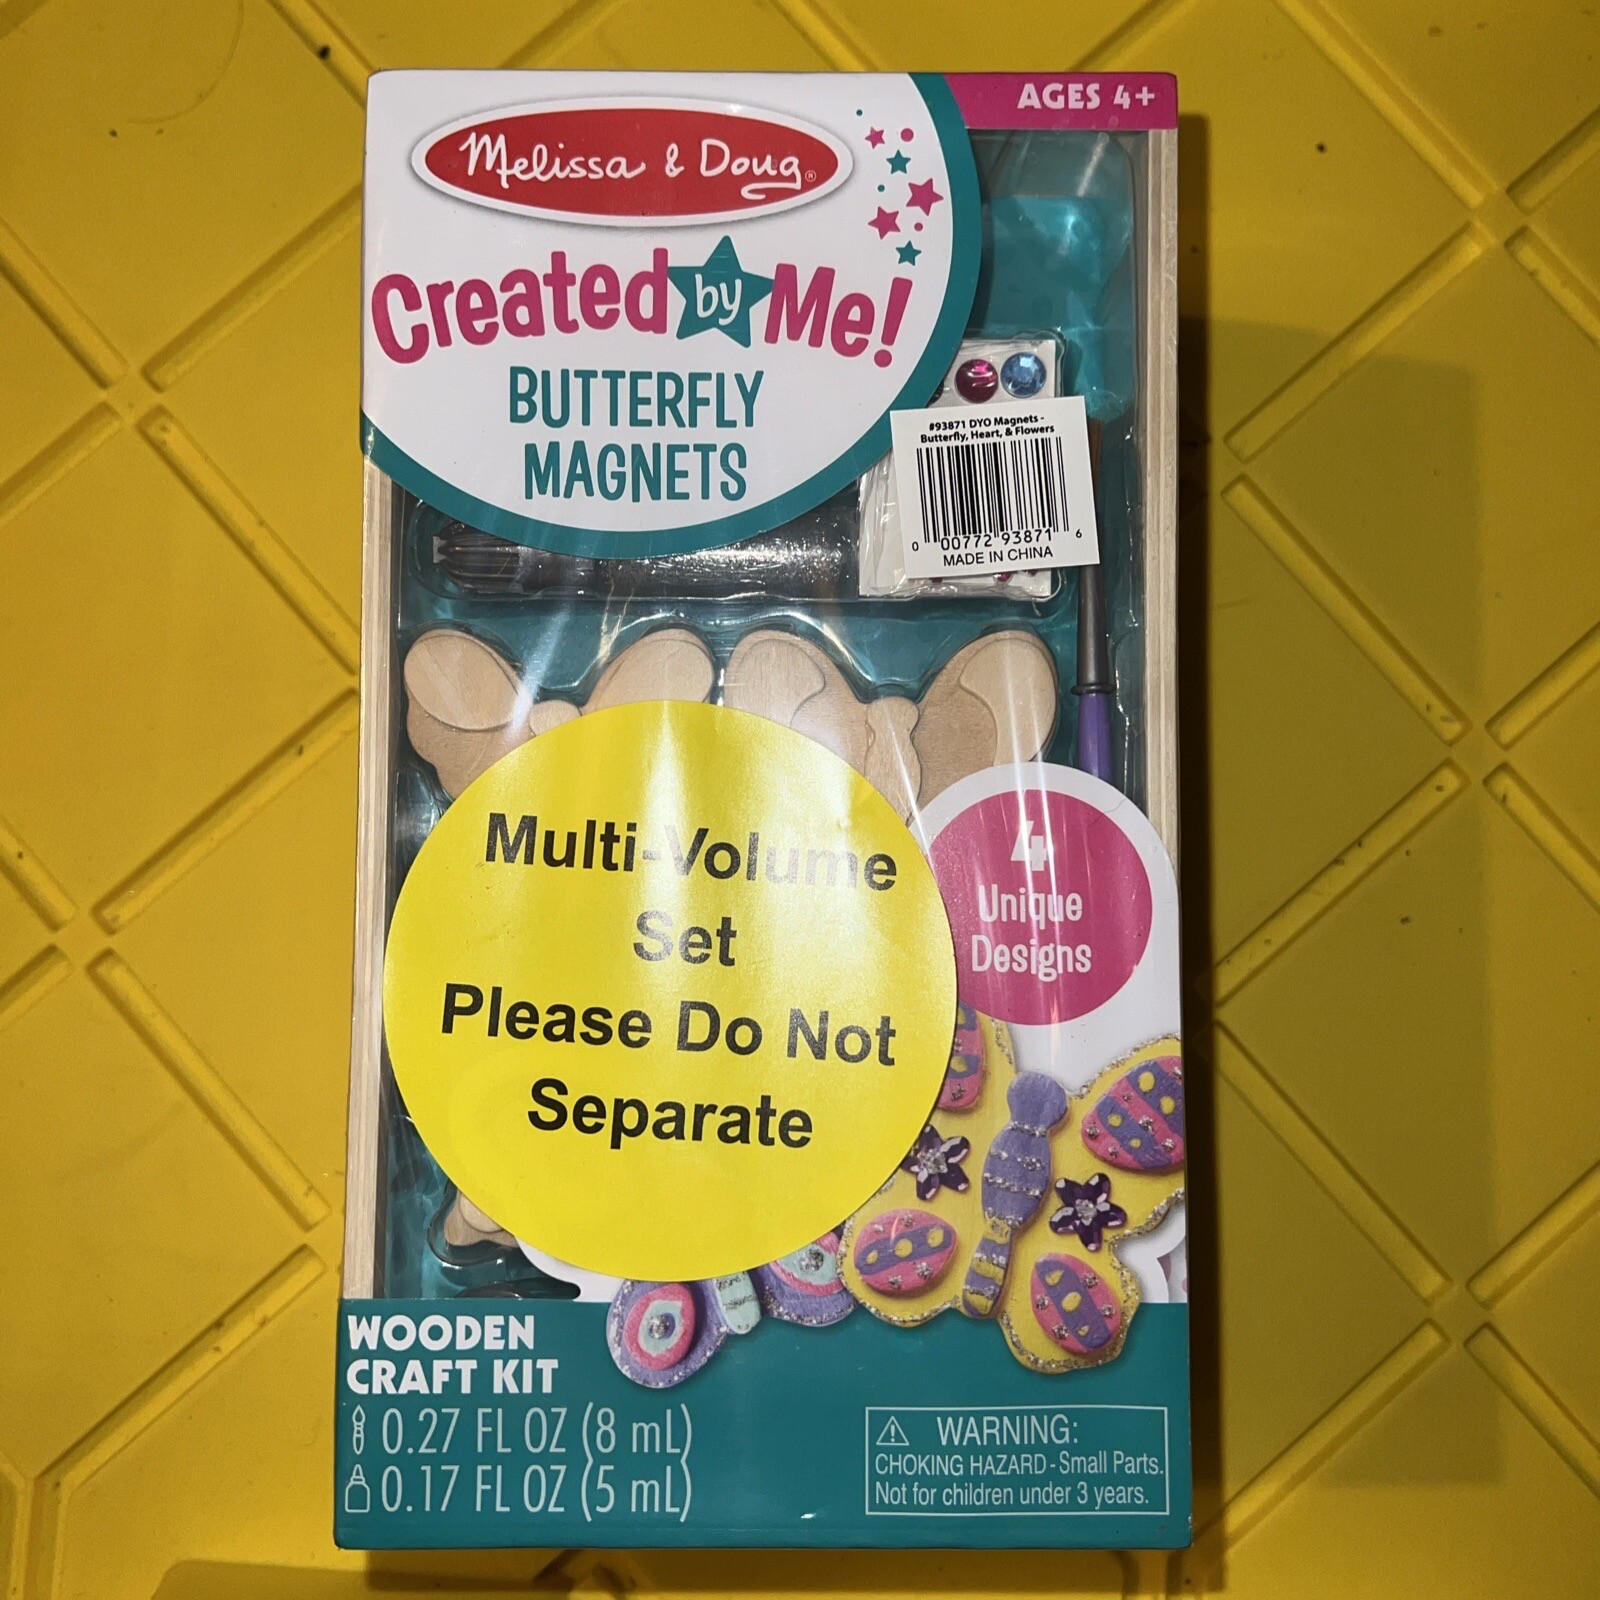 AGES 4+
Melissa & Doug®
Created by Me!
BUTTERFLY
MAGNETS
#93871 DYO Magnets -
Butterfly, Heart, & Flowers
0 00772 93871 6
MADE IN CHINA
Multi-Volume
Set
Please Do Not
Separate
4
Unique
Designs
WOODEN
CRAFT KIT
0.27 FL OZ (8 mL)
0.17 FL OZ (5 mL)
WARNING:
CHOKING HAZARD - Small Parts.
Not for children under 3 years.